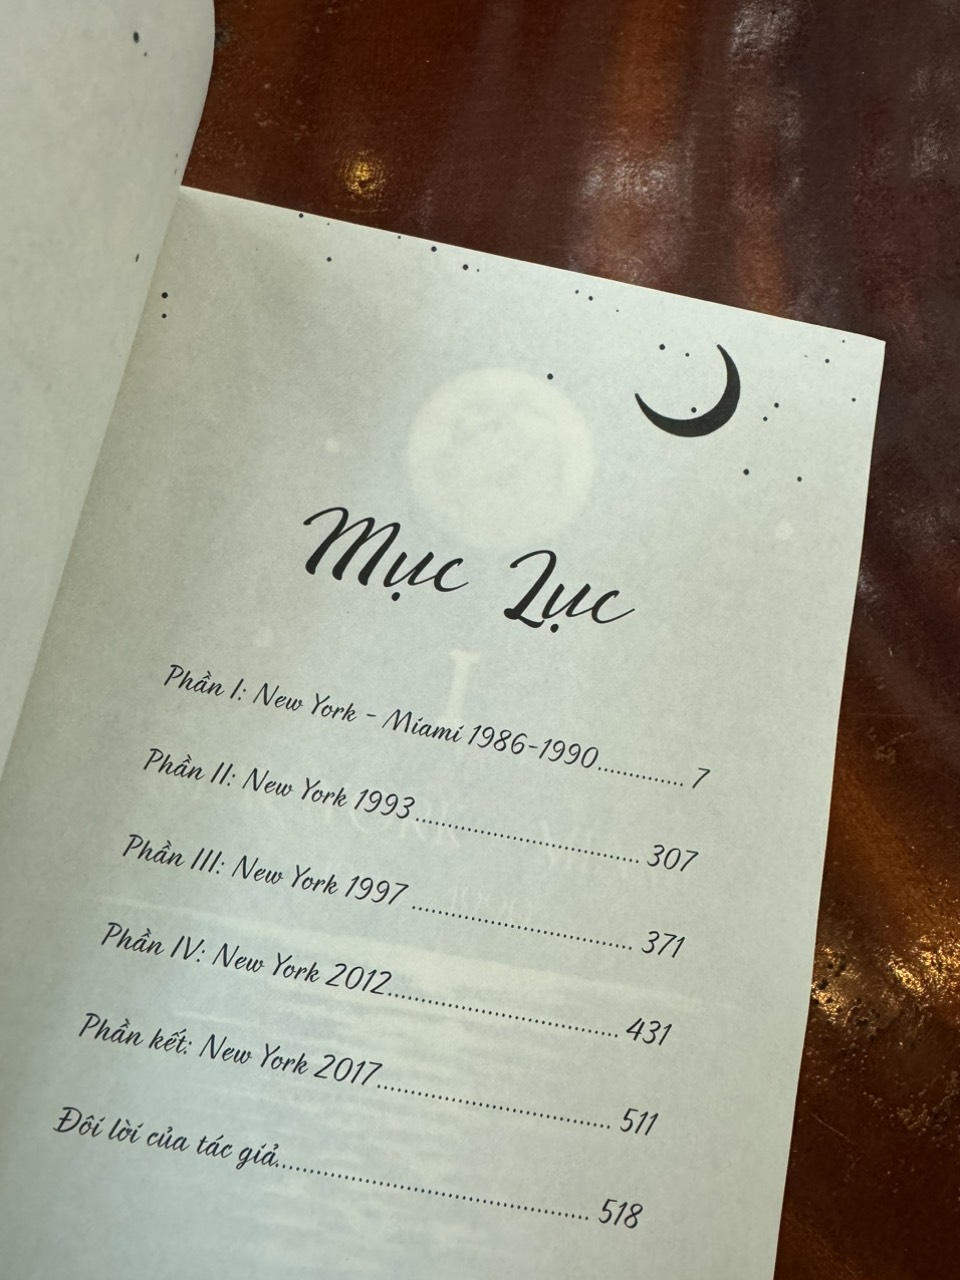 Mục Lục
Phần I: New York - Miami 1986-1990............. 7
Phần II: New York 1993.................................. 307
Phần III: New York 1997 ................................. 371
Phần IV: New York 2012................................... 431
Phần kết: New York 2017................................... 511
Đôi lời của tác giả............................................... 518